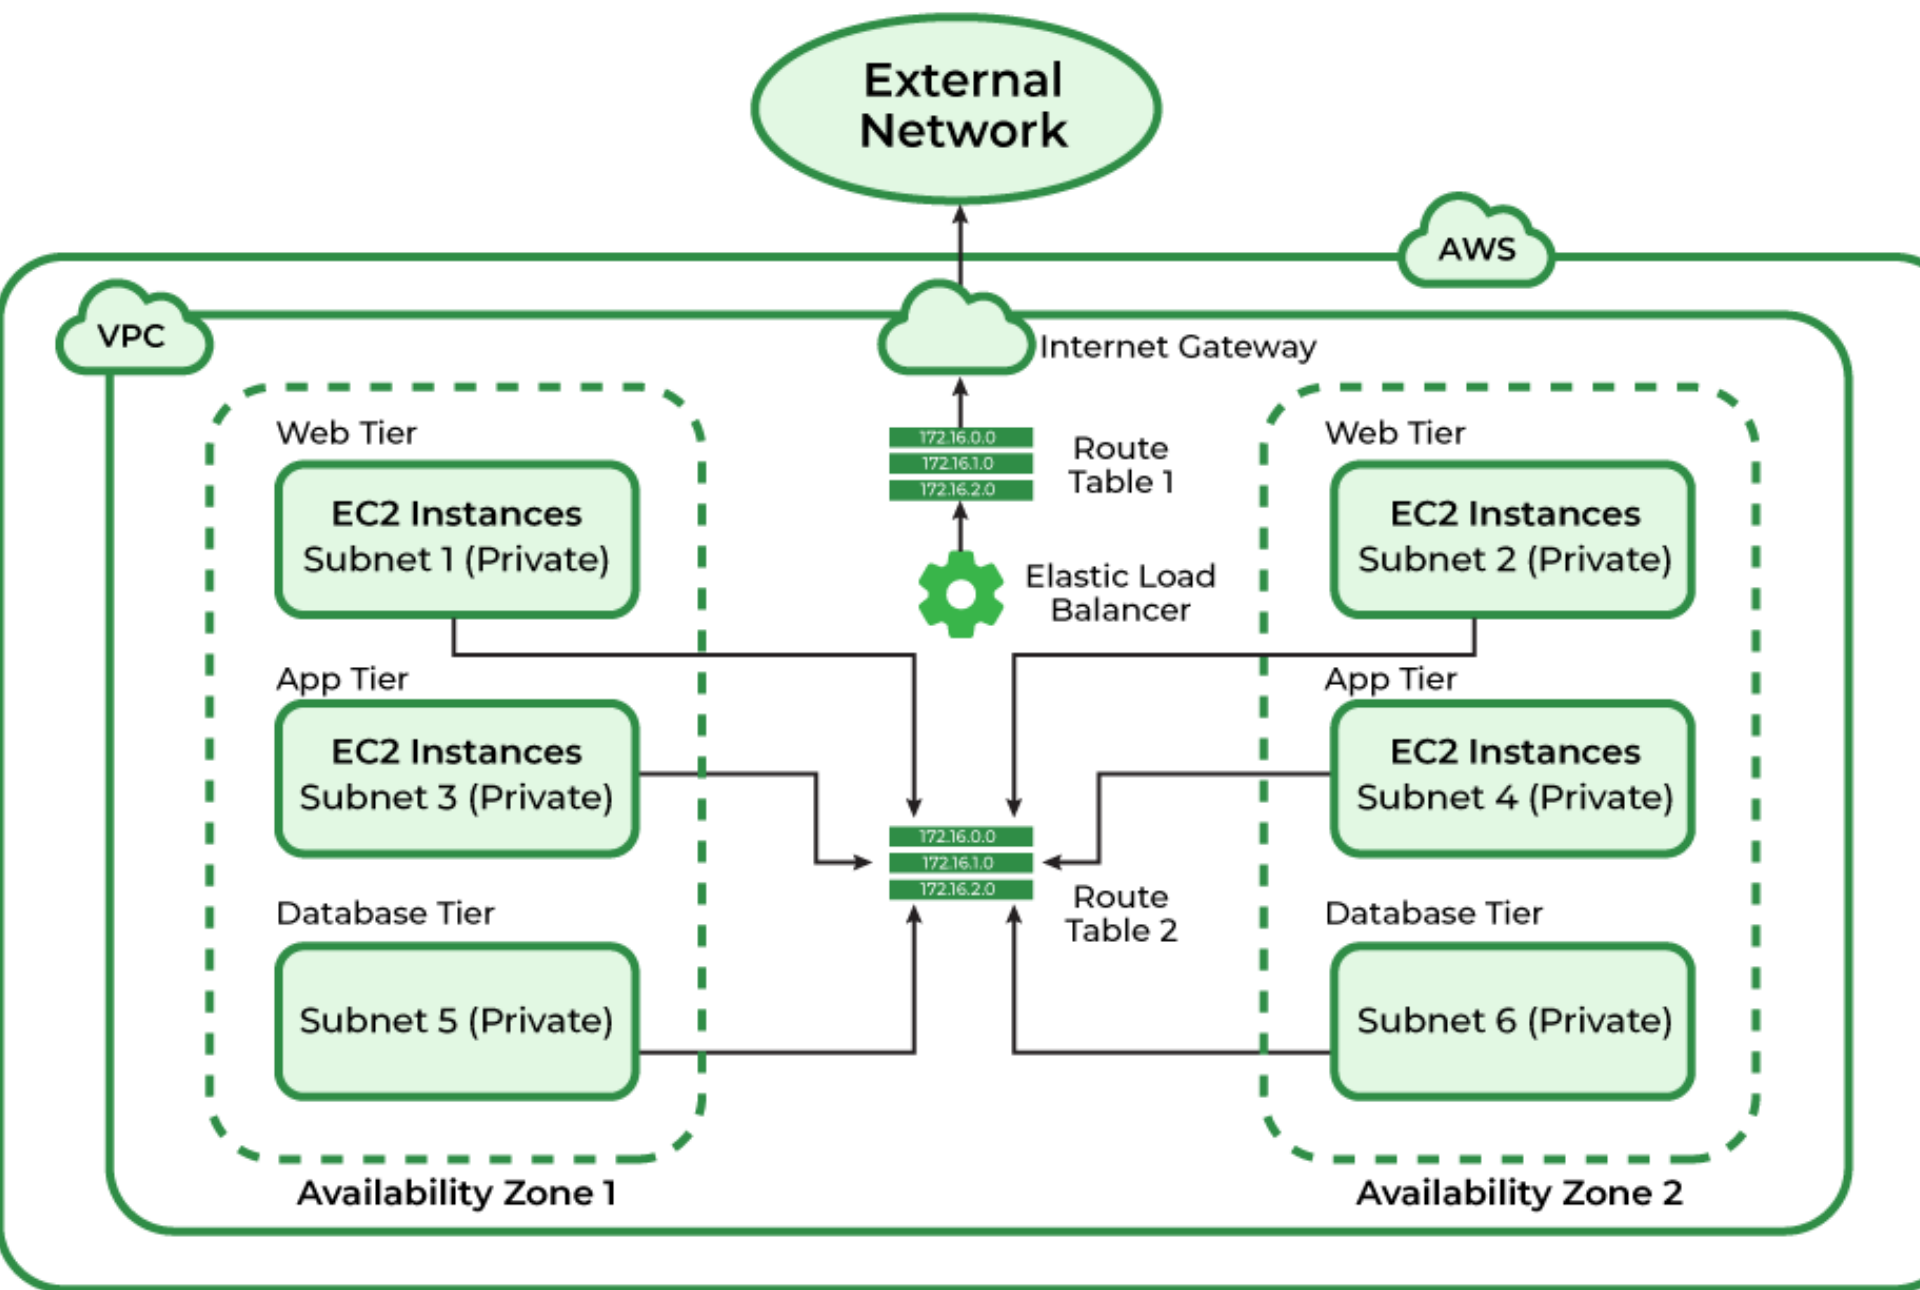 External
Network
AWS
VPC
Internet Gateway
Web Tier
EC2 Instances
Subnet 1 (Private)
App Tier
EC2 Instances
Subnet 3 (Private)
Database Tier
Subnet 5 (Private)
Availability Zone 1
172.16.0.0
172.16.1.0
172.16.2.0
Route
Table 1
Elastic Load
Balancer
172.16.0.0
172.16.1.0
172.16.2.0
Route
Table 2
Web Tier
EC2 Instances
Subnet 2 (Private)
App Tier
EC2 Instances
Subnet 4 (Private)
Database Tier
Subnet 6 (Private)
Availability Zone 2